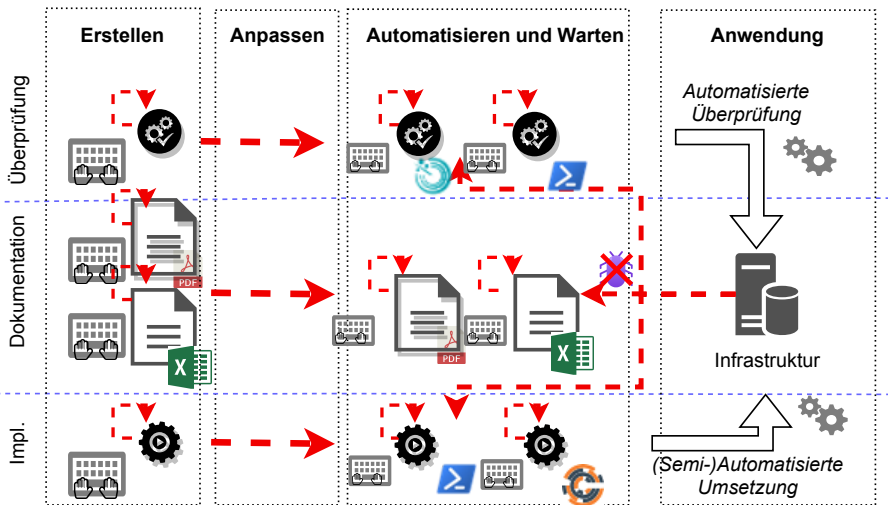 Erstellen
Anpassen
Automatisieren und Warten
Anwendung
Überprüfung
Automatisierte
Überprüfung
Dokumentation
PDF
X
PDF
X
Infrastruktur
Impl.
(Semi-)Automatisierte
Umsetzung